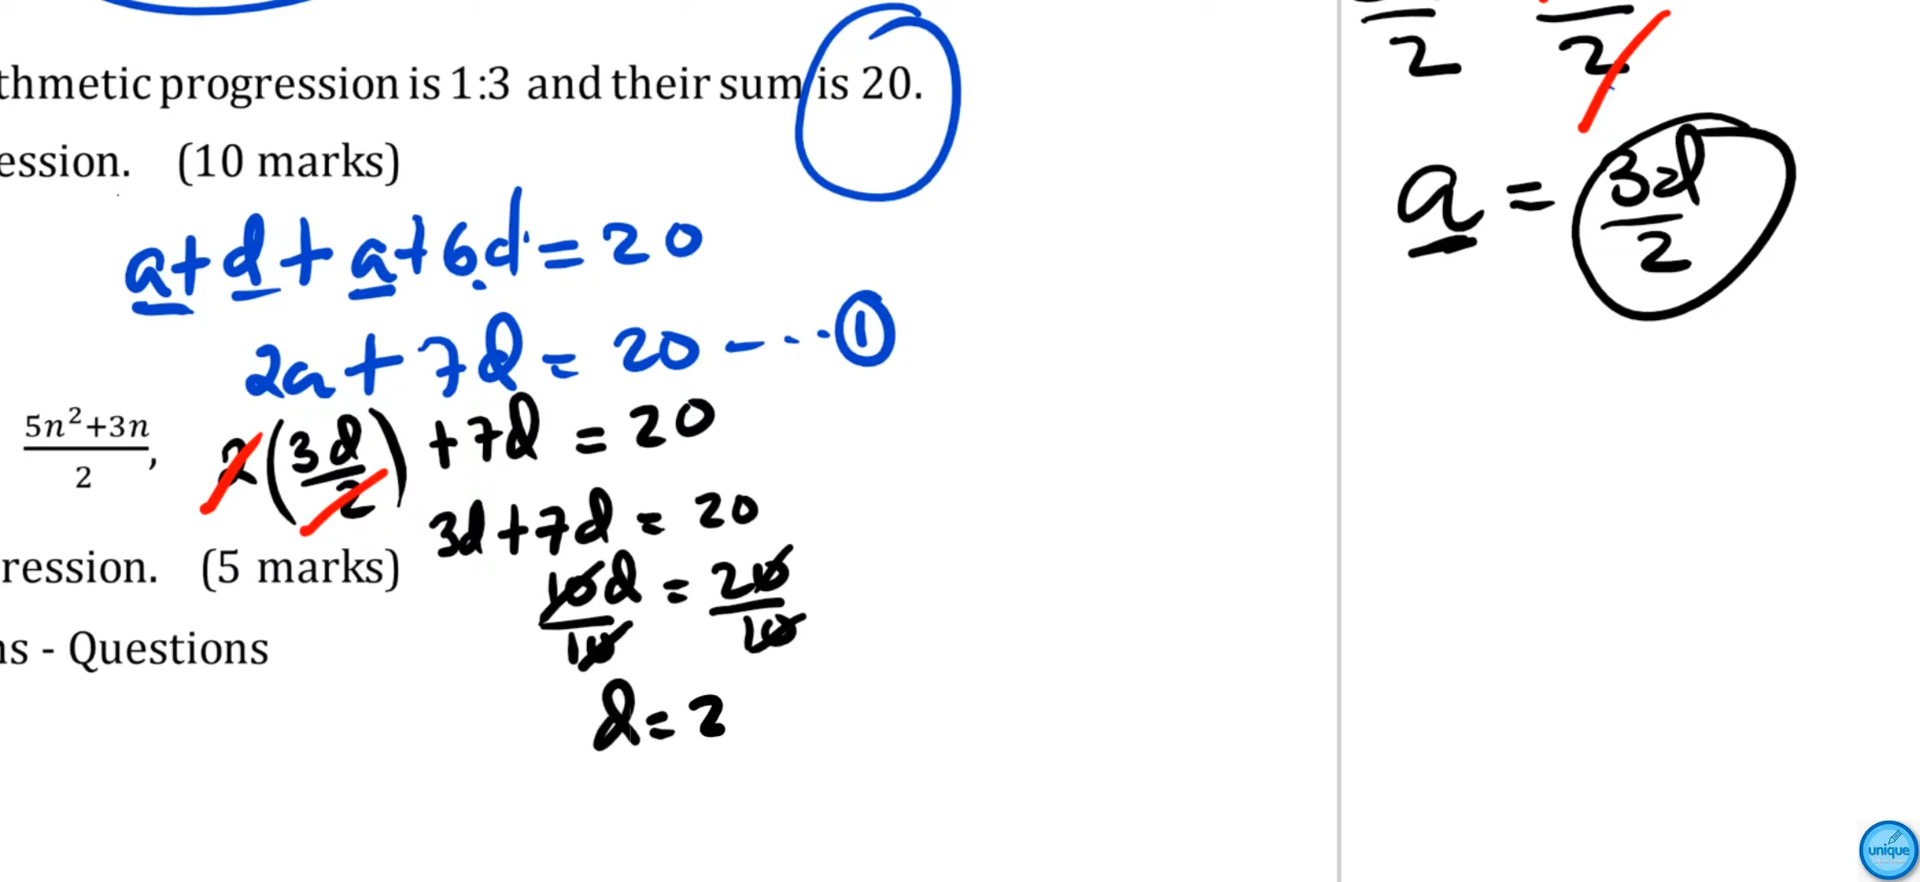 thmetic progression is 1:3 and their sum is 20.
ession. (10 marks)
a+d+a+6d=20
2a+7d=20---①
5n²+3n/2,
2(3d/2)+7d=20
3d+7d=20
ression. (5 marks)
10d/10=20/10
ns - Questions
d=2
2 2
a=3d/2
unique